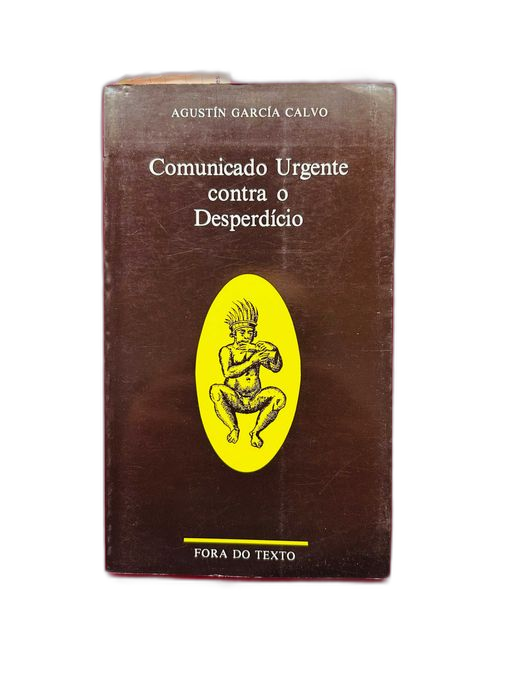 AGUSTÍN GARCÍA CALVO
Comunicado Urgente
contra o
Desperdício
FORA DO TEXTO